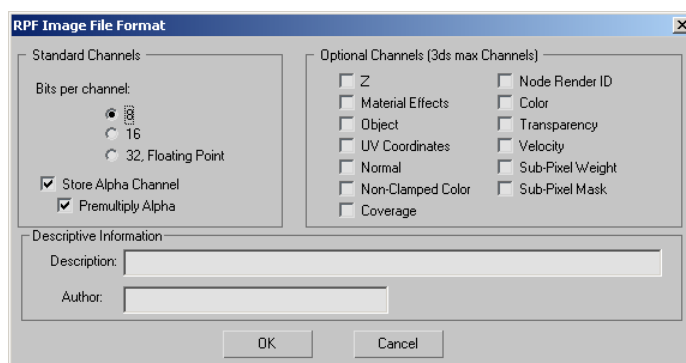 RPF Image File Format
Standard Channels
Bits per channel:
8
16
32, Floating Point
Store Alpha Channel
Premultiply Alpha
Optional Channels (3ds max Channels)
Z
Material Effects
Object
UV Coordinates
Normal
Non-Clamped Color
Coverage
Node Render ID
Color
Transparency
Velocity
Sub-Pixel Weight
Sub-Pixel Mask
Descriptive Information
Description:
Author:
OK
Cancel